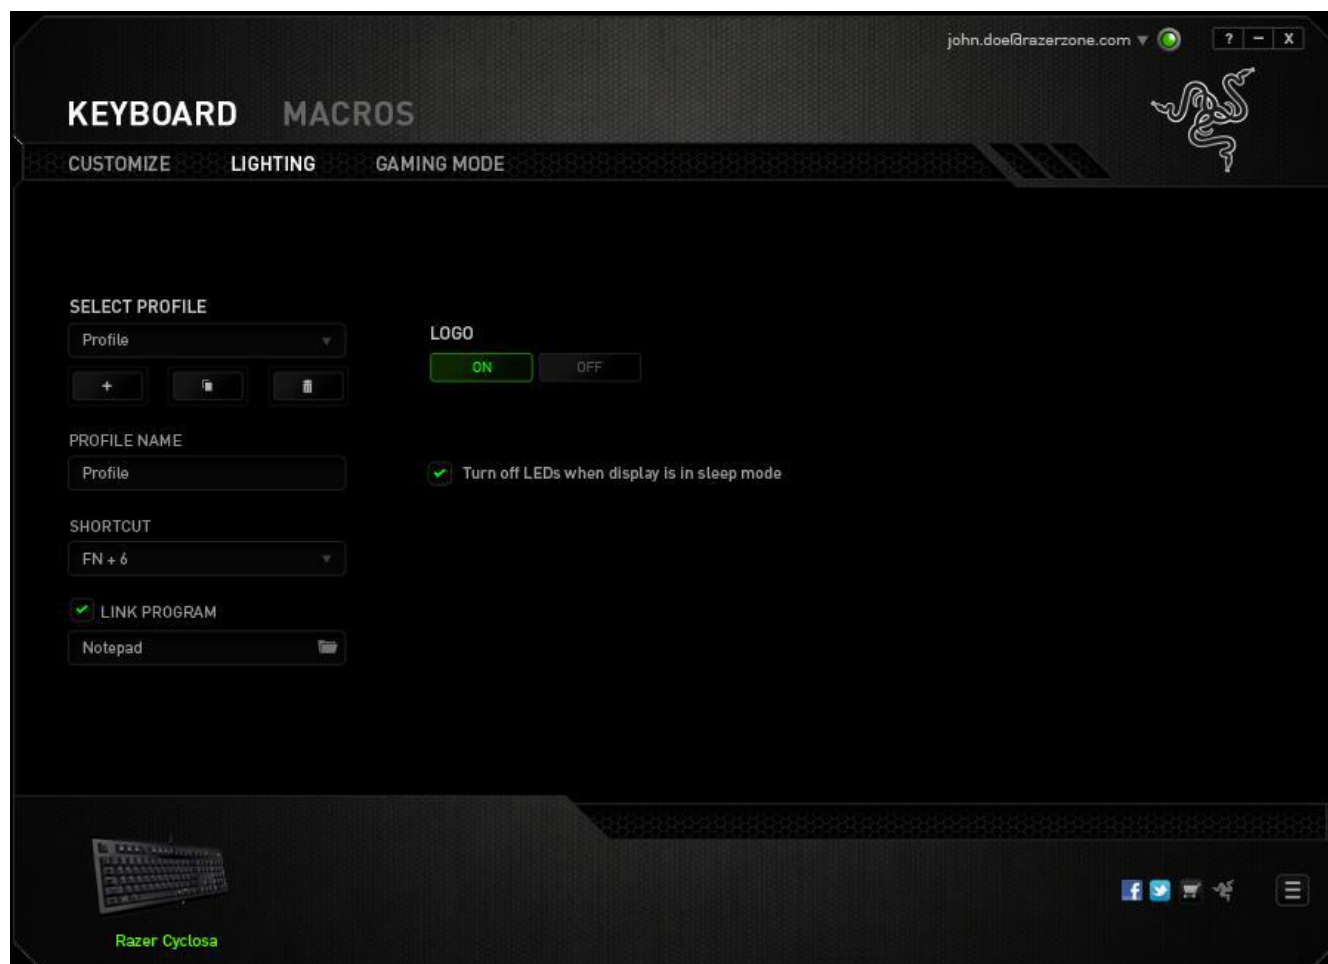 john.doe@razerzone.com
? - X
KEYBOARD MACROS
CUSTOMIZE LIGHTING GAMING MODE
SELECT PROFILE
Profile
LOGO
ON OFF
+
PROFILE NAME
Profile
Turn off LEDs when display is in sleep mode
SHORTCUT
FN + 6
LINK PROGRAM
Notepad
Razer Cyclosa